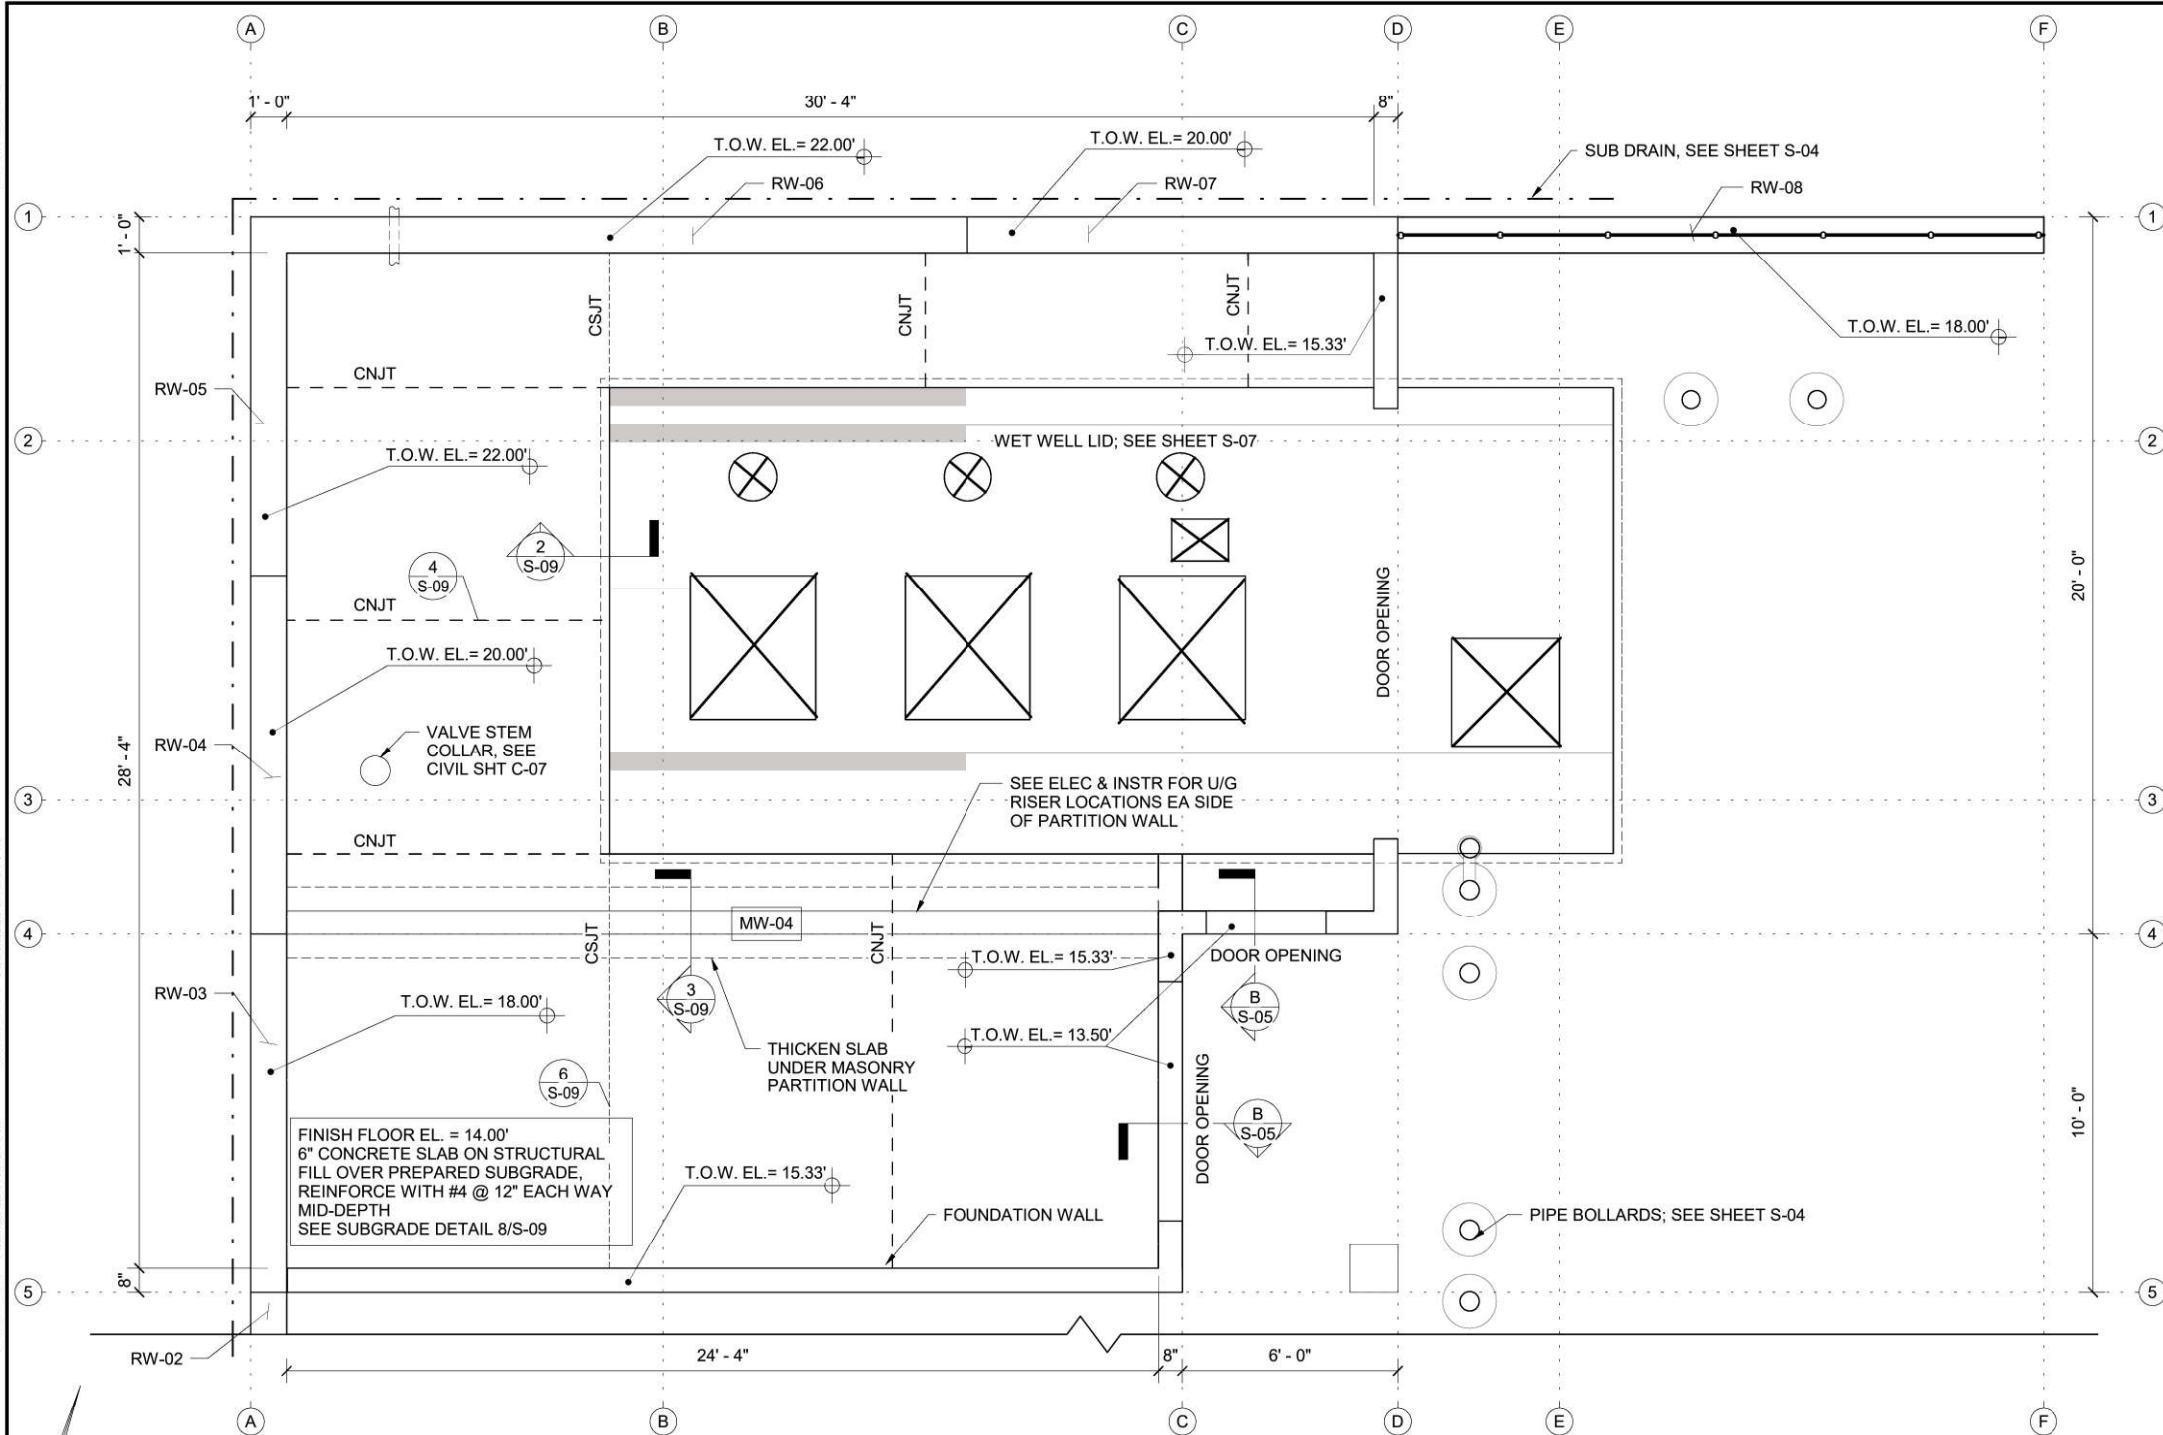 A B C D E F
1' - 0" 30' - 4" 8"
T.O.W. EL.= 22.00'
T.O.W. EL.= 20.00'
SUB DRAIN, SEE SHEET S-04
RW-06
RW-07
RW-08
1 1
1' - 0"
CSJT
CNJT
CNJT
T.O.W. EL.= 15.33'
T.O.W. EL.= 18.00'
CNJT
RW-05
2 2
WET WELL LID; SEE SHEET S-07
T.O.W. EL.= 22.00'
2
S-09
4
S-09
20' - 0"
CNJT
DOOR OPENING
T.O.W. EL.= 20.00'
RW-04
28' - 4"
VALVE STEM
COLLAR, SEE
CIVIL SHT C-07
SEE ELEC & INSTR FOR U/G
RISER LOCATIONS EA SIDE
OF PARTITION WALL
3 3
CNJT
MW-04
4 4
CSJT
CNJT
T.O.W. EL.= 15.33'
DOOR OPENING
RW-03
T.O.W. EL.= 18.00'
3
S-09
B
S-05
T.O.W. EL.= 13.50'
THICKEN SLAB
UNDER MASONRY
PARTITION WALL
6
S-09
DOOR OPENING
B
S-05
10' - 0"
FINISH FLOOR EL. = 14.00'
6" CONCRETE SLAB ON STRUCTURAL
FILL OVER PREPARED SUBGRADE,
REINFORCE WITH #4 @ 12" EACH WAY
MID-DEPTH
SEE SUBGRADE DETAIL 8/S-09
T.O.W. EL.= 15.33'
FOUNDATION WALL
PIPE BOLLARDS; SEE SHEET S-04
8"
5 5
RW-02
24' - 4" 8" 6' - 0"
A B C D E F